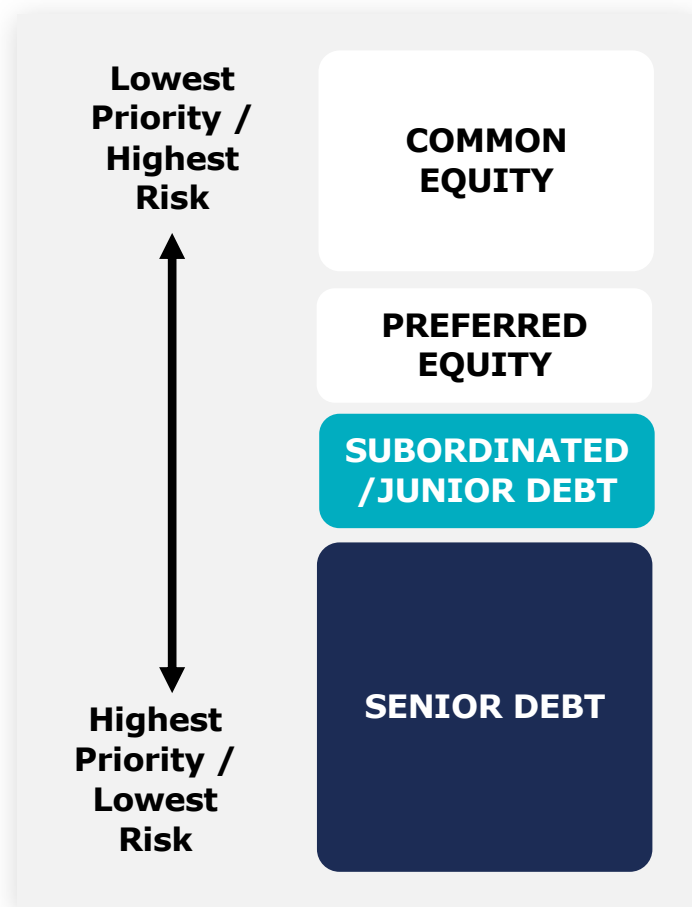 Lowest
Priority /
Highest
Risk
COMMON
EQUITY
PREFERRED
EQUITY
SUBORDINATED
/JUNIOR DEBT
SENIOR DEBT
Highest
Priority /
Lowest
Risk